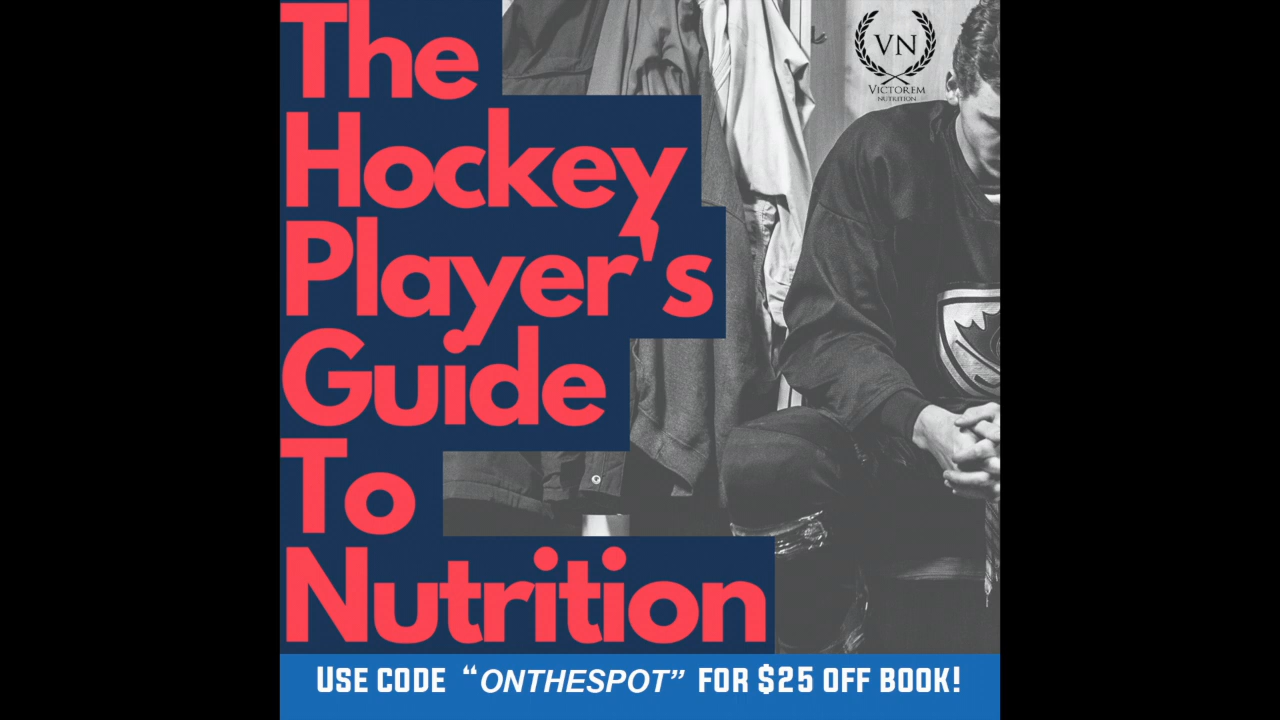 The
Hockey
Player's
Guide
To
Nutrition
VN
VICTOREM
NUTRITION
USE CODE “ONTHESPOT” FOR $25 OFF BOOK!